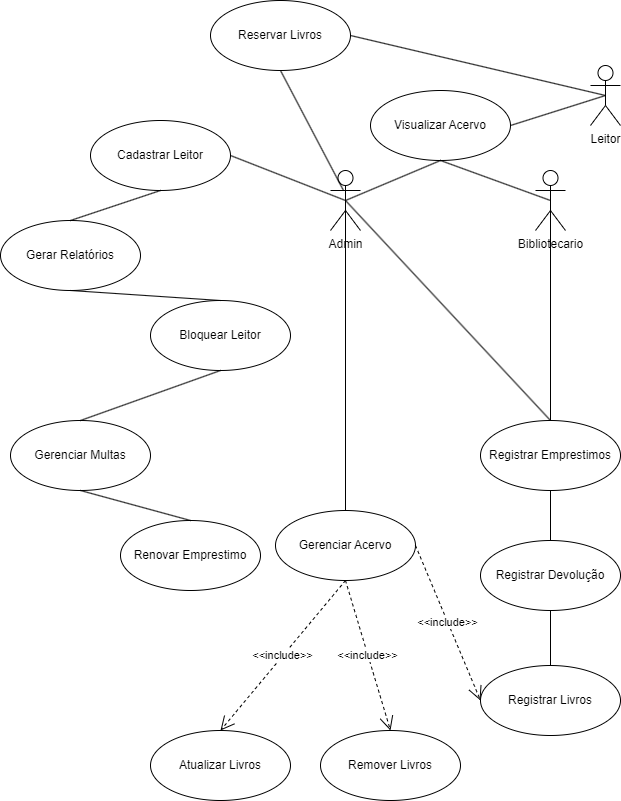 Reservar Livros
Visualizar Acervo
Leitor
Cadastrar Leitor
Admin
Bibliotecario
Gerar Relatórios
Bloquear Leitor
Gerenciar Multas
Registrar Emprestimos
Renovar Emprestimo
Gerenciar Acervo
Registrar Devolução
<<include>>
<<include>>
<<include>>
Registrar Livros
Atualizar Livros
Remover Livros